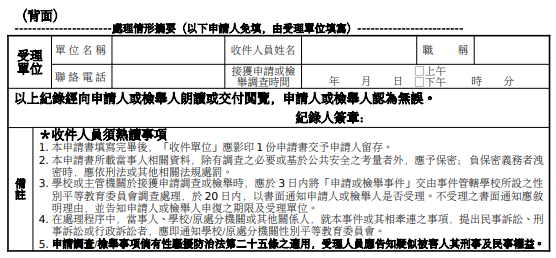 （背面）
--------------------處理情形摘要（以下申請人免填，由受理單位填寫）--------------------
受理單位 單位名稱 收件人員姓名 職　　稱
聯絡電話 接獲申請或檢舉調查時間 年　月　日 □上午 □下午 時　分
以上紀錄經向申請人或檢舉人朗讀或交付閱覽，申請人或檢舉人認為無誤。
紀錄人簽章：
備註
★收件人員須熟讀事項
1. 本申請書填寫完畢後，「收件單位」應影印 1 份申請書交予申請人留存。
2. 本申請書所載當事人相關資料，除有調查之必要或基於公共安全之考量者外，應予保密；負保密義務者洩
密時，應依刑法或其他相關法規處罰。
3. 學校或主管機關於接獲申請調查或檢舉時，應於 3 日內將「申請或檢舉事件」交由事件管轄學校所設之性
別平等教育委員會調查處理，於 20 日內，以書面通知申請人或檢舉人是否受理。不受理之書面通知應敘
明理由，並告知申請人或檢舉人申復之期限及受理單位。
4. 在處理程序中，當事人、學校/原處分機關或其他關係人，就本事件或其相牽連之事項，提出民事訴訟、刑
事訴訟或行政訴訟者，應即通知學校/原處分機關性別平等教育委員會。
5. 申請調查/檢舉事項倘有性騷擾防治法第二十五條之適用，受理人員應告知疑似被害人其刑事及民事權益。